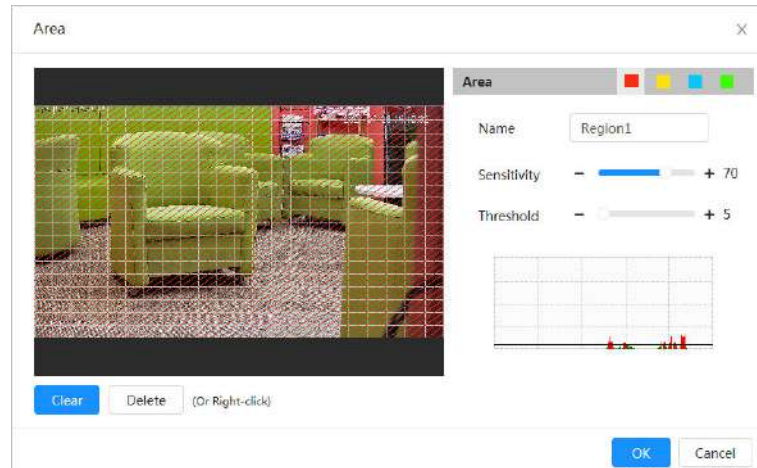 Area
X
Area
Name
Region1
Sensitivity
- + 70
Threshold
- + 5
Clear
Delete
(Or Right-click)
OK
Cancel